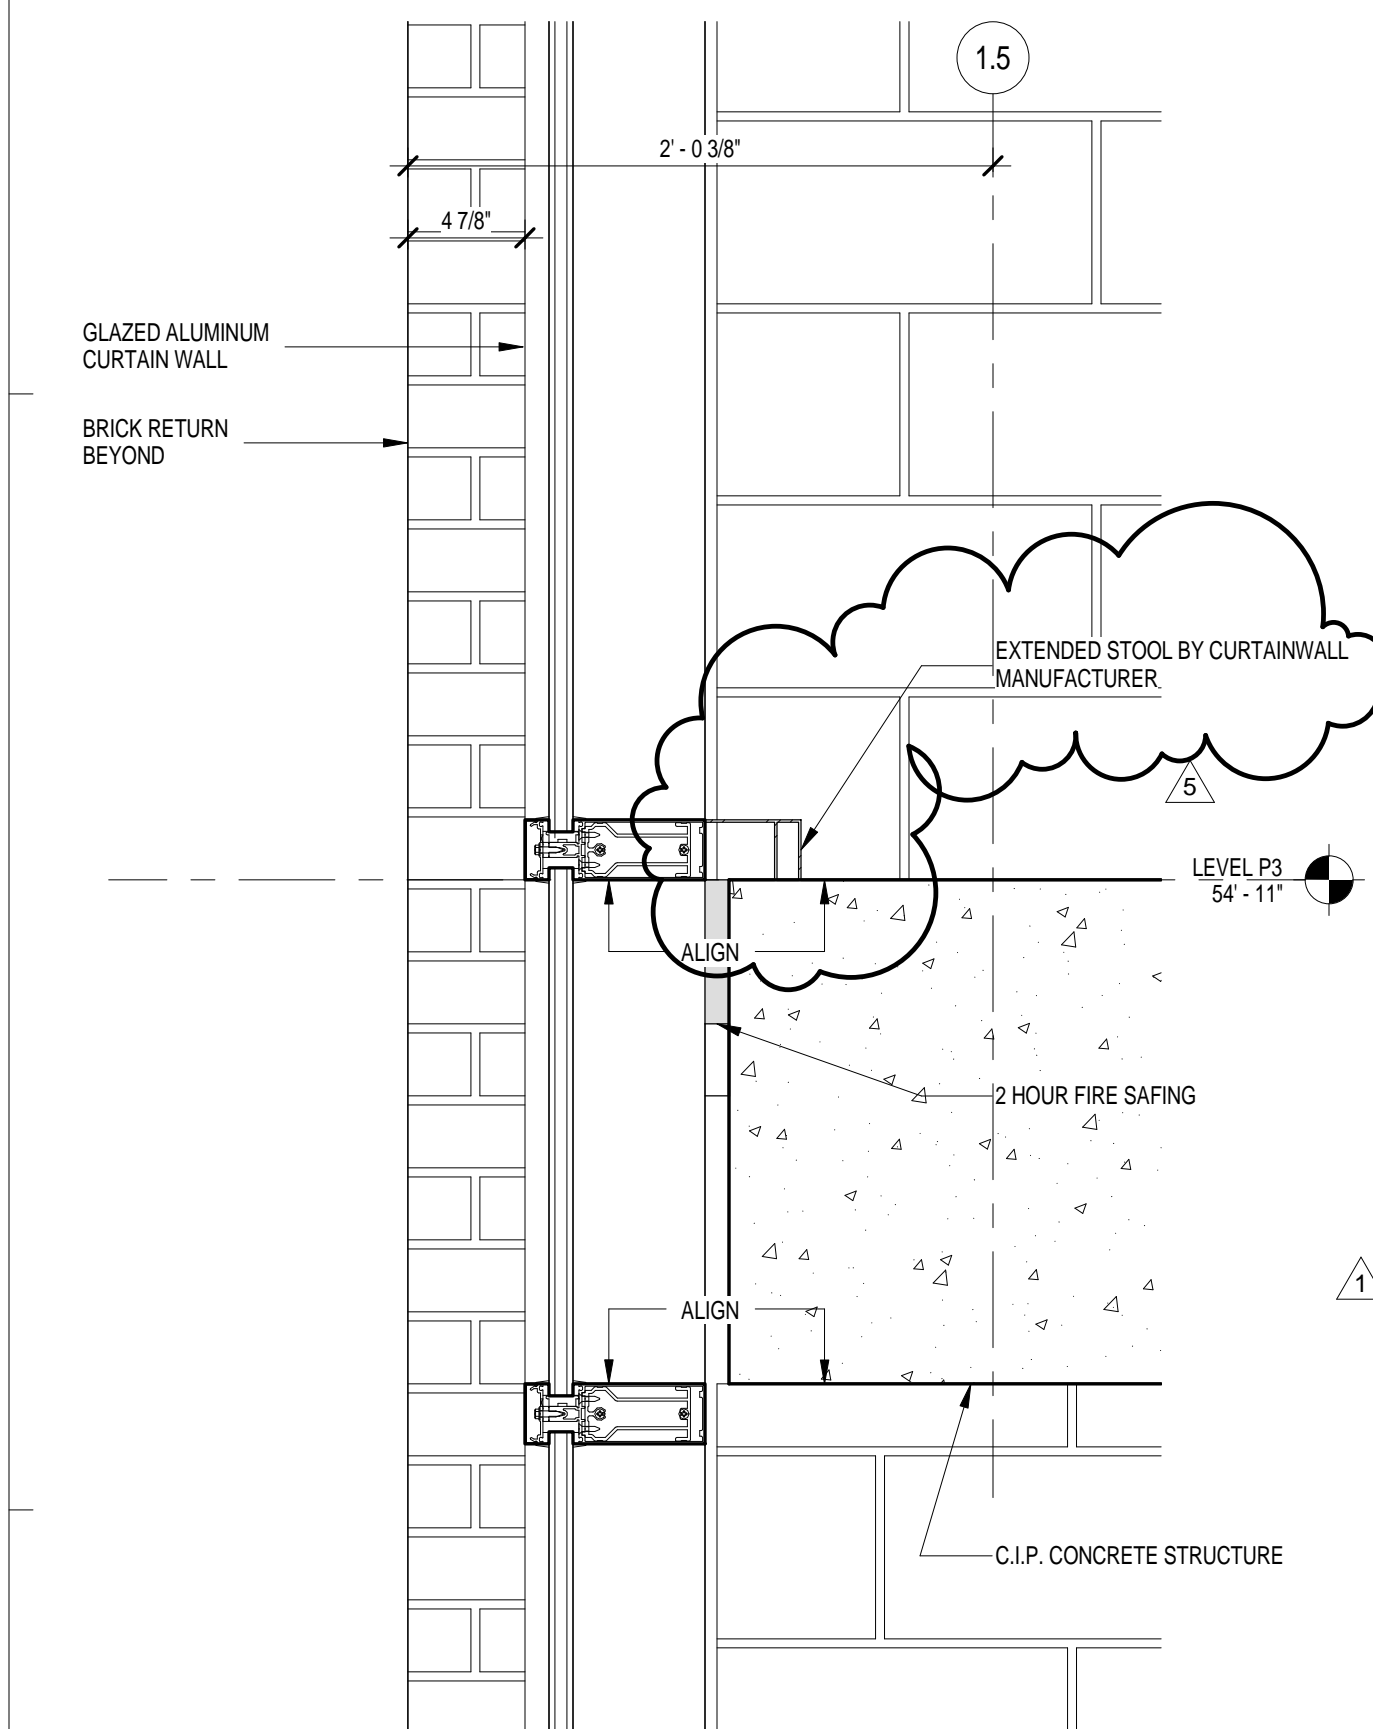 1.5
2' - 0 3/8"
4 7/8"
GLAZED ALUMINUM
CURTAIN WALL
BRICK RETURN
BEYOND
EXTENDED STOOL BY CURTAINWALL
MANUFACTURER
5
LEVEL P3
54' - 11"
ALIGN
2 HOUR FIRE SAFING
1
ALIGN
C.I.P. CONCRETE STRUCTURE